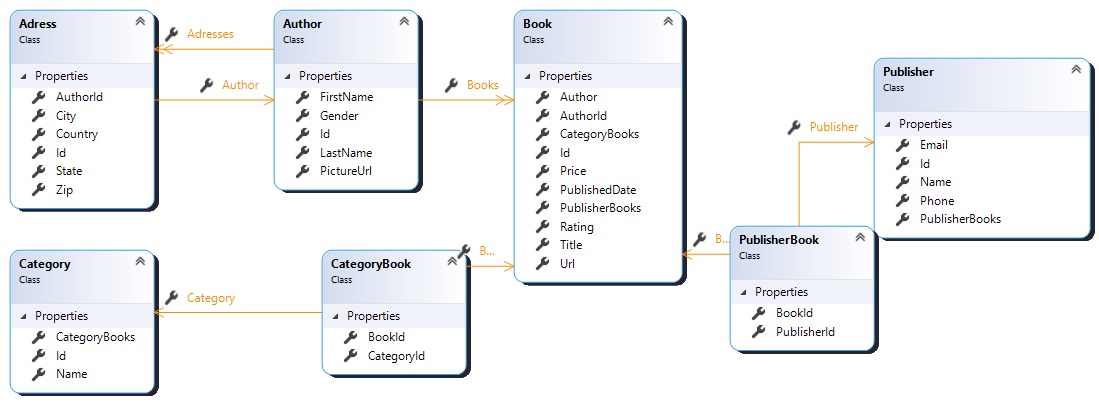 Adress
Class
Properties
AuthorId
City
Country
Id
State
Zip
Adresses
Author
Author
Class
Properties
FirstName
Gender
Id
LastName
PictureUrl
Books
Book
Class
Properties
Author
AuthorId
CategoryBooks
Id
Price
PublishedDate
PublisherBooks
Rating
Title
Url
Publisher
Publisher
Class
Properties
Email
Id
Name
Phone
PublisherBooks
Category
Class
Properties
CategoryBooks
Id
Name
Category
CategoryBook
Class
Properties
BookId
CategoryId
B...
B...
PublisherBook
Class
Properties
BookId
PublisherId